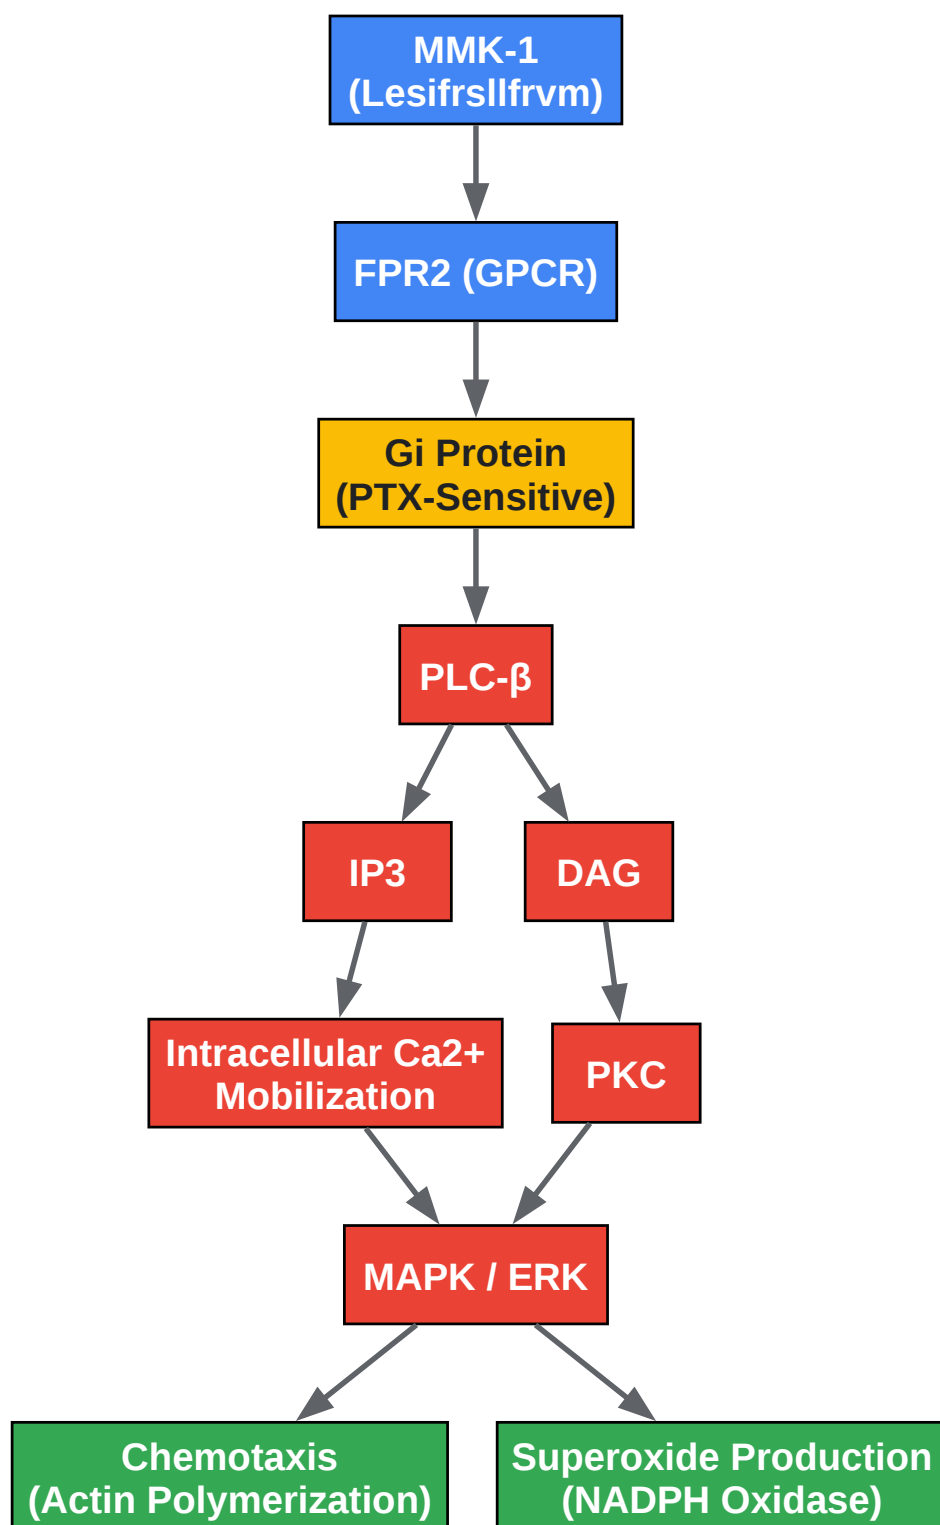 MMK-1
(Lesifrsllfrvm)
FPR2 (GPCR)
Gi Protein
(PTX-Sensitive)
PLC-β
IP3
DAG
Intracellular Ca2+
Mobilization
PKC
MAPK / ERK
Chemotaxis
(Actin Polymerization)
Superoxide Production
(NADPH Oxidase)